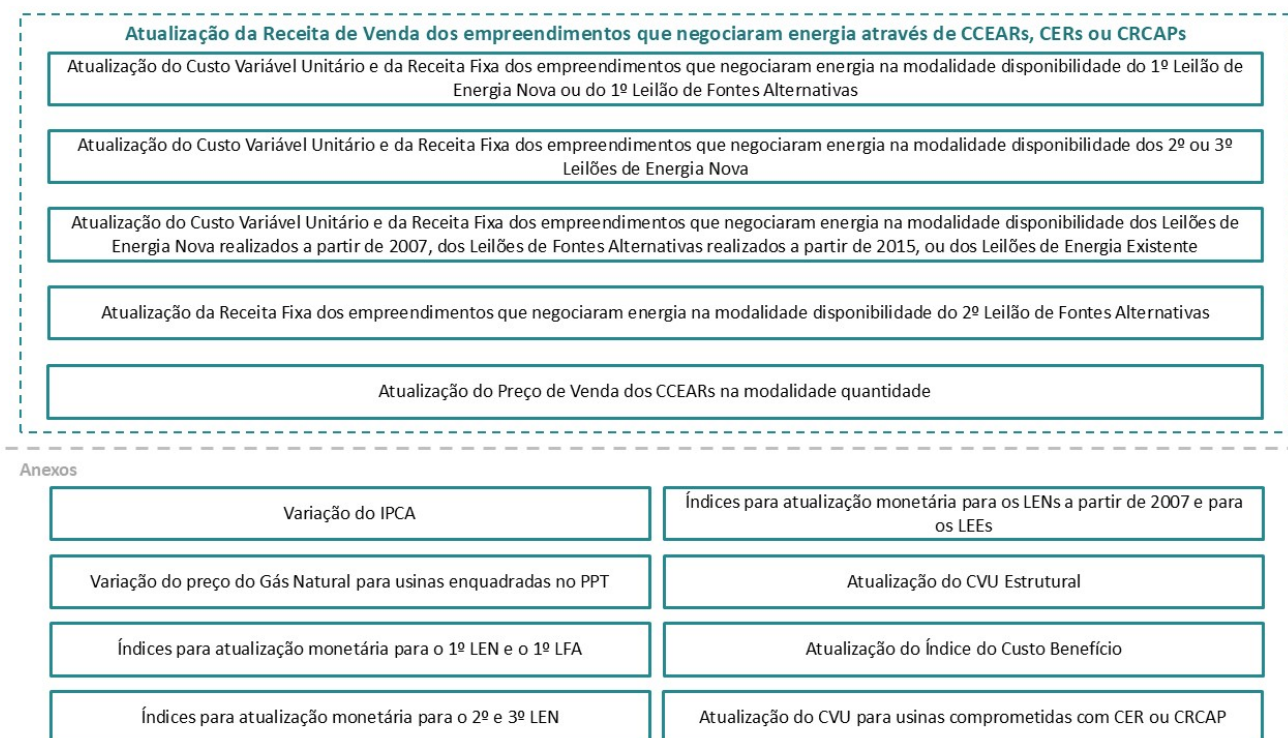 Atualização da Receita de Venda dos empreendimentos que negociaram energia através de CCEARs, CERs ou CRCAPs
Atualização do Custo Variável Unitário e da Receita Fixa dos empreendimentos que negociaram energia na modalidade disponibilidade do 1º Leilão de
Energia Nova ou do 1º Leilão de Fontes Alternativas
Atualização do Custo Variável Unitário e da Receita Fixa dos empreendimentos que negociaram energia na modalidade disponibilidade dos 2º ou 3º
Leilões de Energia Nova
Atualização do Custo Variável Unitário e da Receita Fixa dos empreendimentos que negociaram energia na modalidade disponibilidade dos Leilões de
Energia Nova realizados a partir de 2007, dos Leilões de Fontes Alternativas realizados a partir de 2015, ou dos Leilões de Energia Existente
Atualização da Receita Fixa dos empreendimentos que negociaram energia na modalidade disponibilidade do 2º Leilão de Fontes Alternativas
Atualização do Preço de Venda dos CCEARs na modalidade quantidade
Anexos
Variação do IPCA
Índices para atualização monetária para os LENs a partir de 2007 e para
os LEEs
Variação do preço do Gás Natural para usinas enquadradas no PPT
Atualização do CVU Estrutural
Índices para atualização monetária para o 1º LEN e o 1º LFA
Atualização do Índice do Custo Benefício
Índices para atualização monetária para o 2º e 3º LEN
Atualização do CVU para usinas comprometidas com CER ou CRCAP